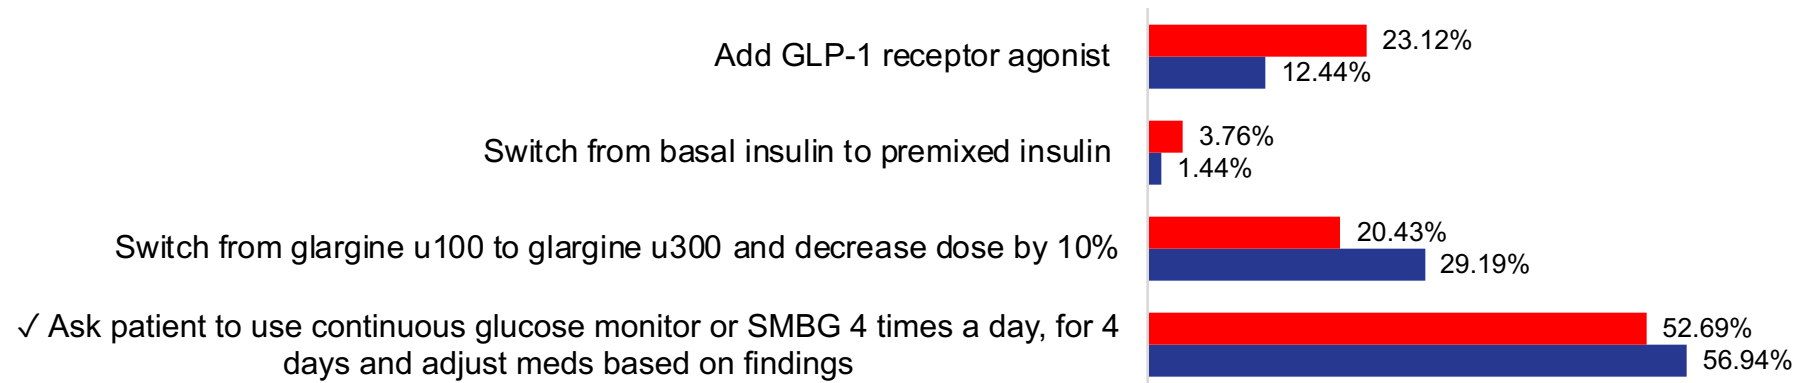 Add GLP-1 receptor agonist
23.12%
12.44%
Switch from basal insulin to premixed insulin
3.76%
1.44%
Switch from glargine u100 to glargine u300 and decrease dose by 10%
20.43%
29.19%
✓ Ask patient to use continuous glucose monitor or SMBG 4 times a day, for 4
days and adjust meds based on findings
52.69%
56.94%